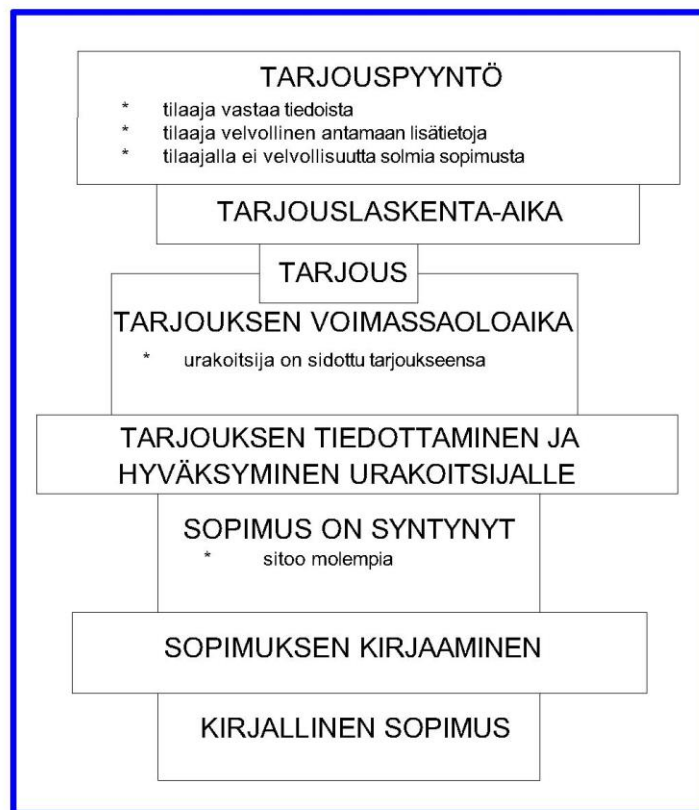 TARJOUSPYYNTÖ
* tilaaja vastaa tiedoista
* tilaaja velvollinen antamaan lisätietoja
* tilaajalla ei velvollisuutta solmia sopimusta
TARJOUSLASKENTA-AIKA
TARJOUS
TARJOUKSEN VOIMASSAOLOAIKA
* urakoitsija on sidottu tarjoukseensa
TARJOUKSEN TIEDOTTAMINEN JA
HYVÄKSYMINEN URAKOITSIJALLE
SOPIMUS ON SYNTYNYT
* sitoo molempia
SOPIMUKSEN KIRJAAMINEN
KIRJALLINEN SOPIMUS